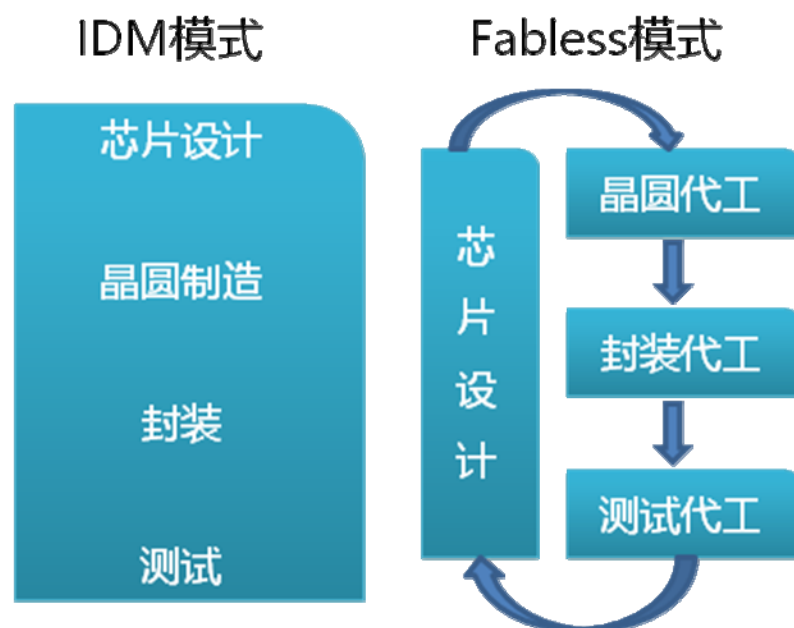 IDM模式
芯片设计
晶圆制造
封装
测试
Fabless模式
芯
片
设
计
晶圆代工
封装代工
测试代工